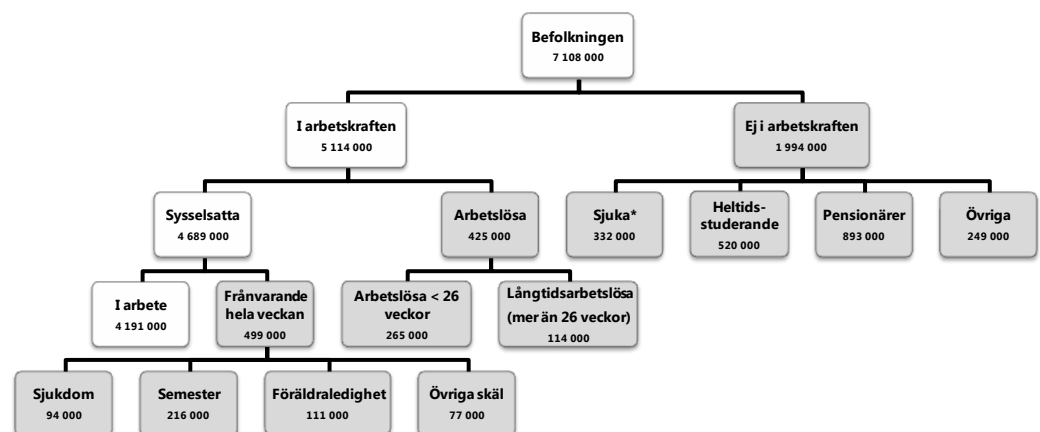 Befolkningen
7 108 000
I arbetskraften
5 114 000
Ej i arbetskraften
1 994 000
Sysselsatta
4 689 000
Arbetslösa
425 000
Sjuka*
332 000
Heltids-
studerande
520 000
Pensionärer
893 000
Övriga
249 000
I arbete
4 191 000
Frånvarande
hela veckan
499 000
Arbetslösa < 26
veckor
265 000
Långtidsarbetslösa
(mer än 26 veckor)
114 000
Sjukdom
94 000
Semester
216 000
Föräldraledighet
111 000
Övriga skäl
77 000